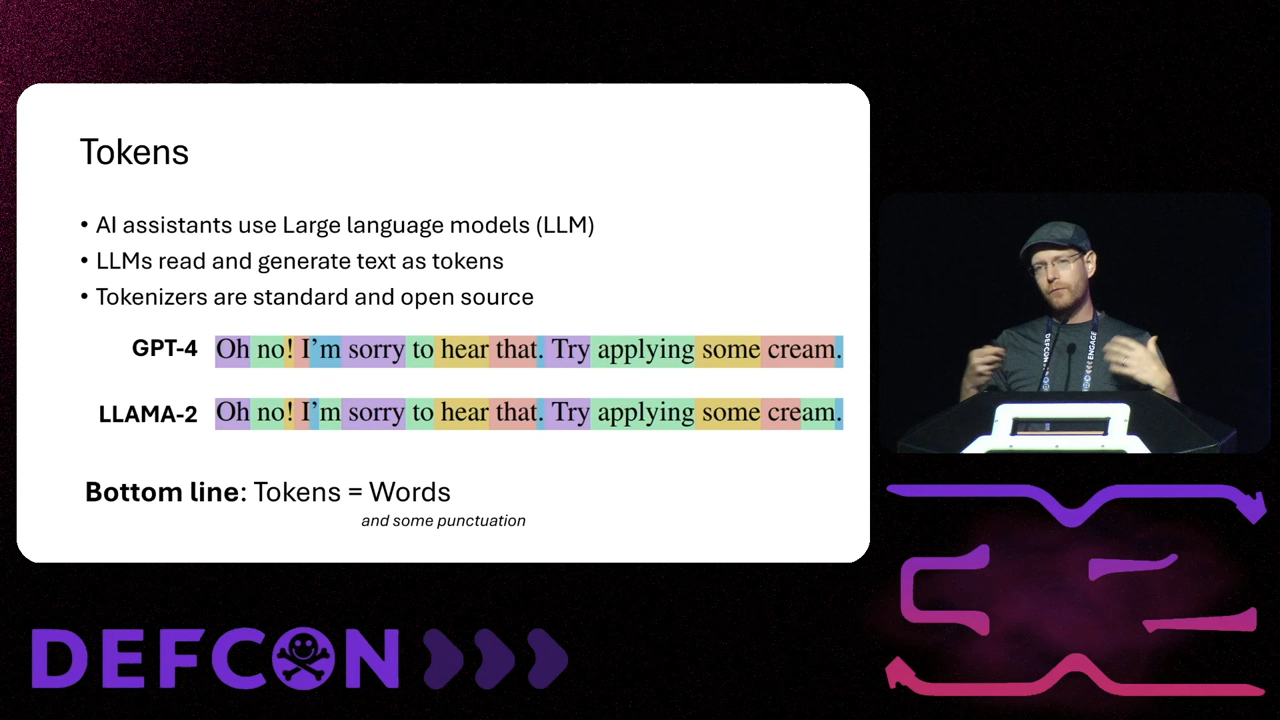 Tokens
• AI assistants use Large language models (LLM)
• LLMs read and generate text as tokens
• Tokenizers are standard and open source
GPT-4 Oh no! I’m sorry to hear that. Try applying some cream.
LLAMA-2 Oh no! I’m sorry to hear that. Try applying some cream.
Bottom line: Tokens = Words
and some punctuation
DEFCON
ENGAGE
DEFCON